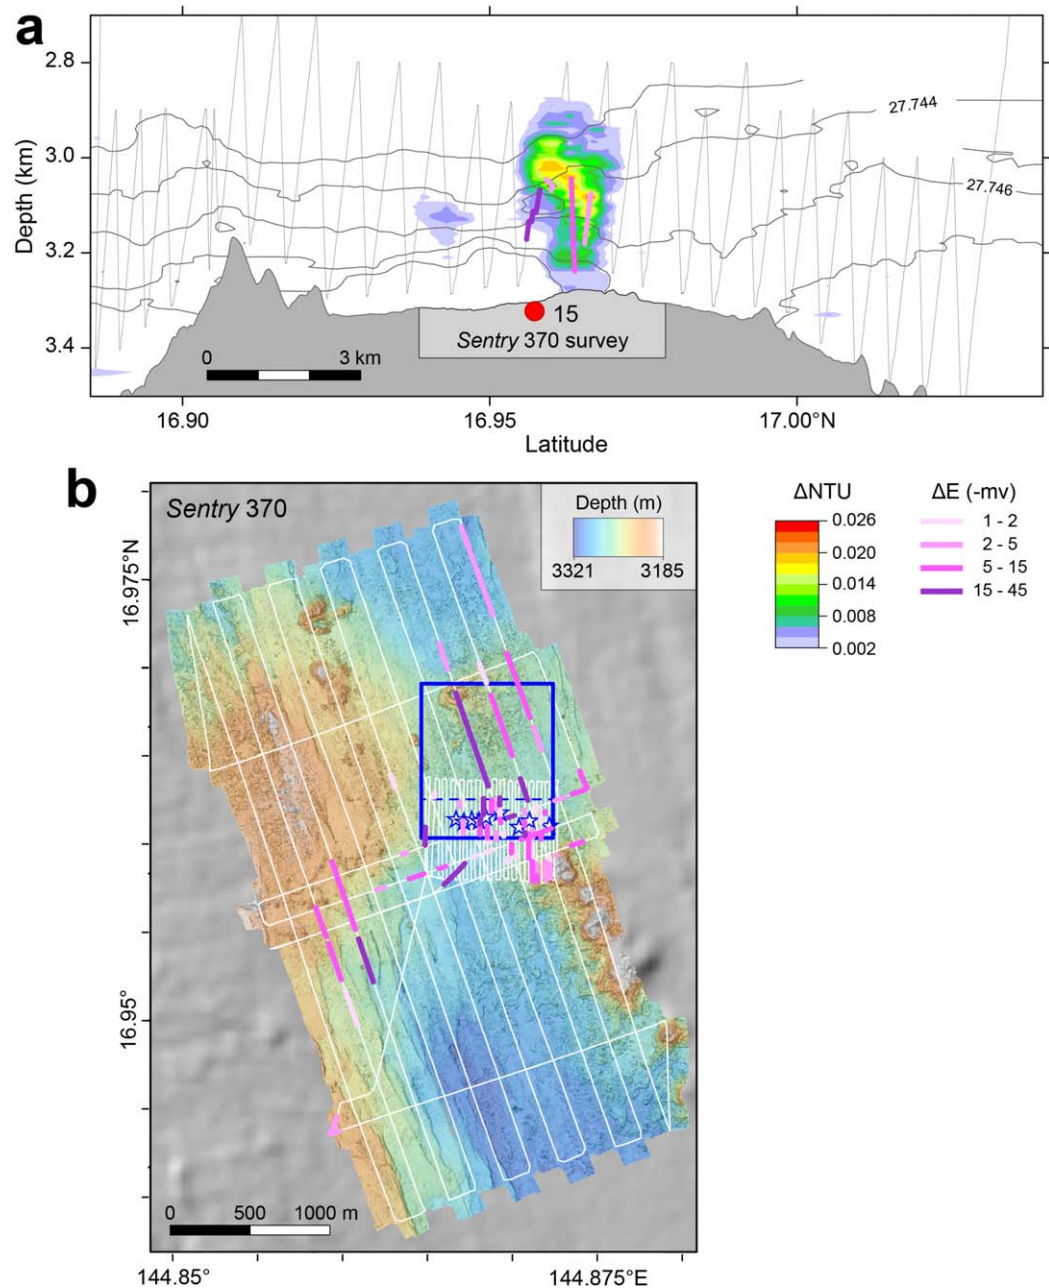 a
2.8
3.0
3.2
3.4
Depth (km)
27.744
27.746
15
Sentry 370 survey
0 3 km
16.90 16.95 17.00°N
Latitude
b
Sentry 370
Depth (m)
3321 3185
16.975°N
16.95°
0 500 1000 m
144.85° 144.875°E
ΔNTU
0.026
0.020
0.014
0.008
0.002
ΔE (-mv)
1 - 2
2 - 5
5 - 15
15 - 45